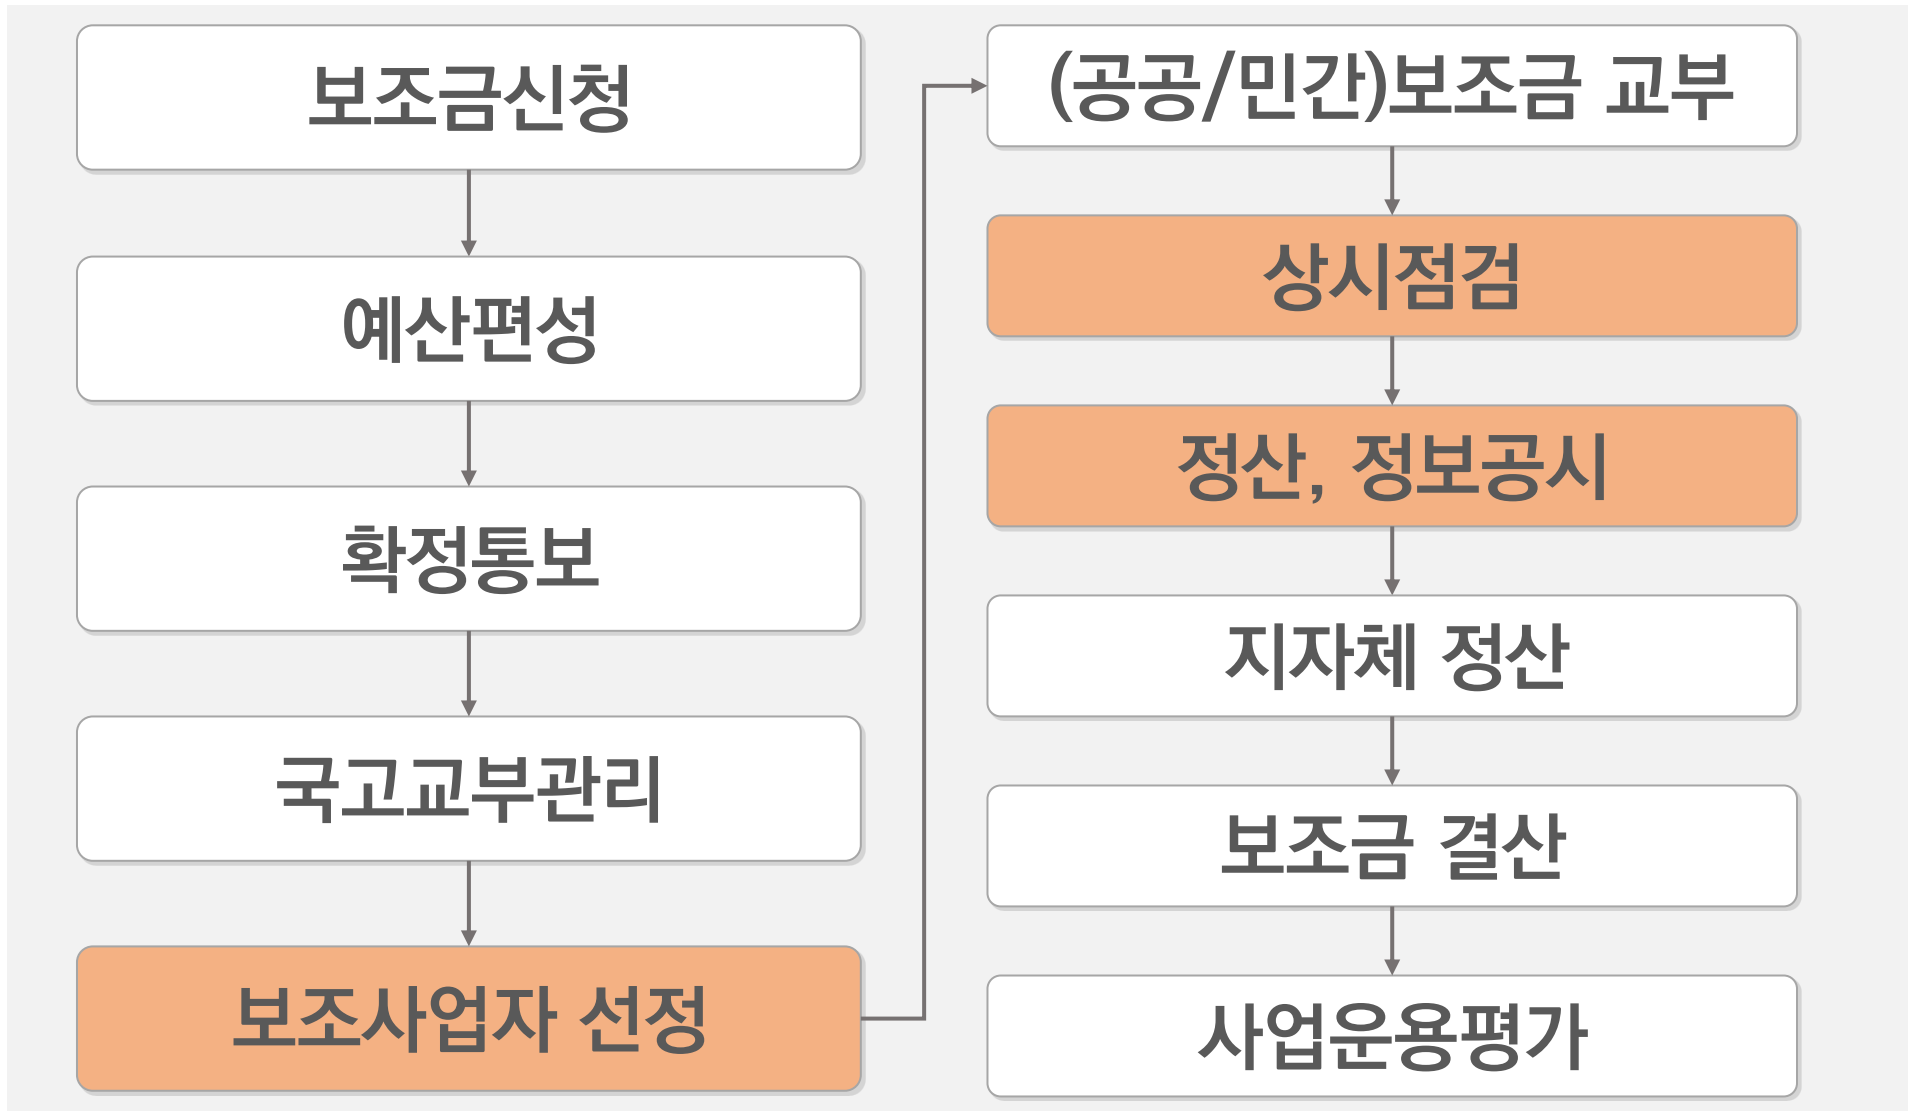 보조금신청
예산편성
확정통보
국고교부관리
보조사업자 선정
(공공/민간)보조금 교부
상시점검
정산, 정보공시
지자체 정산
보조금 결산
사업운용평가